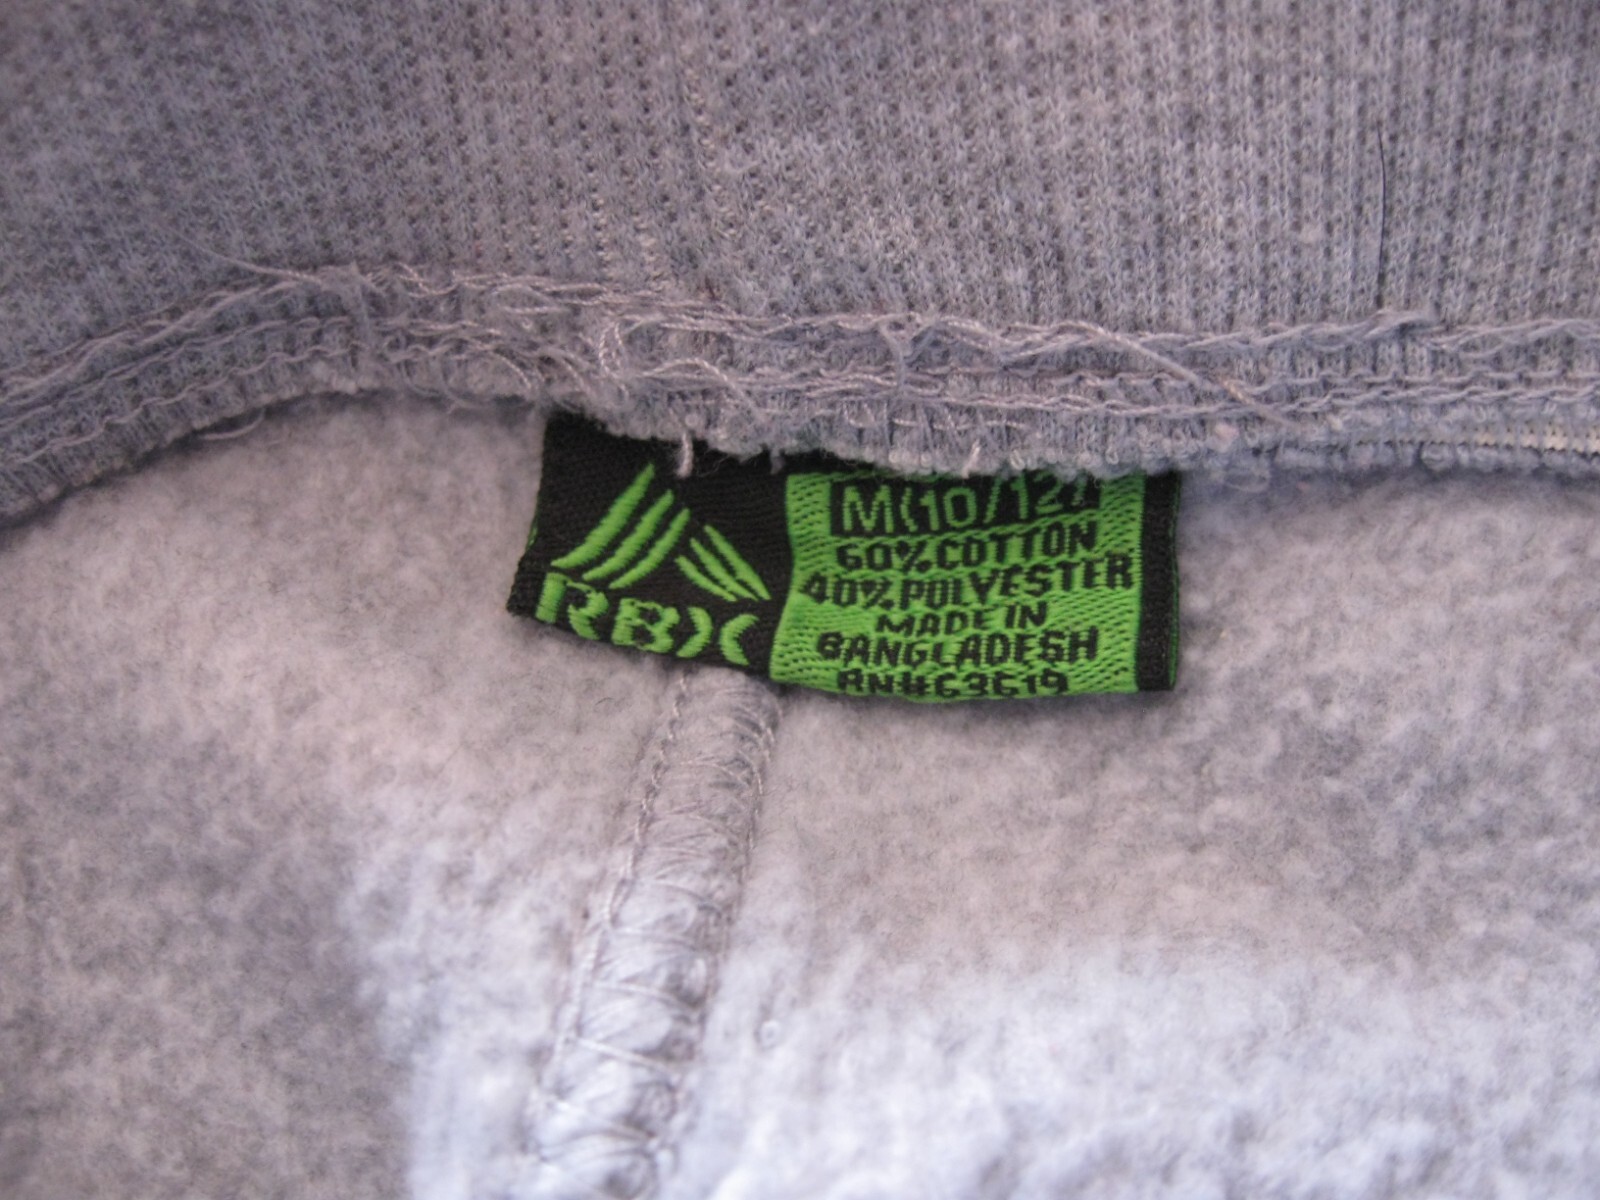 RBX
M(10/12)
60% COTTON
40% POLYESTER
MADE IN
BANGLADESH
RN#63619